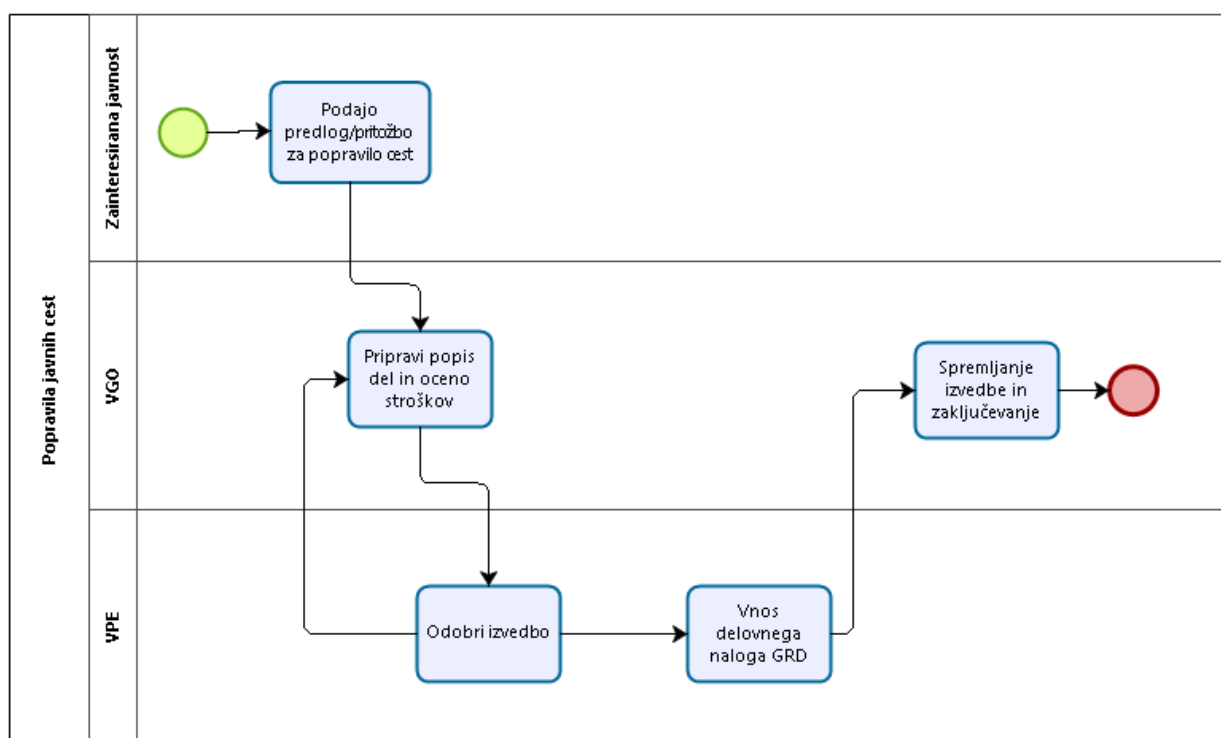 Popravila javnih cest
Zainteresirana javnost
Podajo
predlog/pritožbo
za popravilo cest
VGO
Pripravi popis
del in oceno
stroškov
Spremljanje
izvedbe in
zaključevanje
VPE
Odobri izvedbo
Vnos
delovnega
naloga GRD